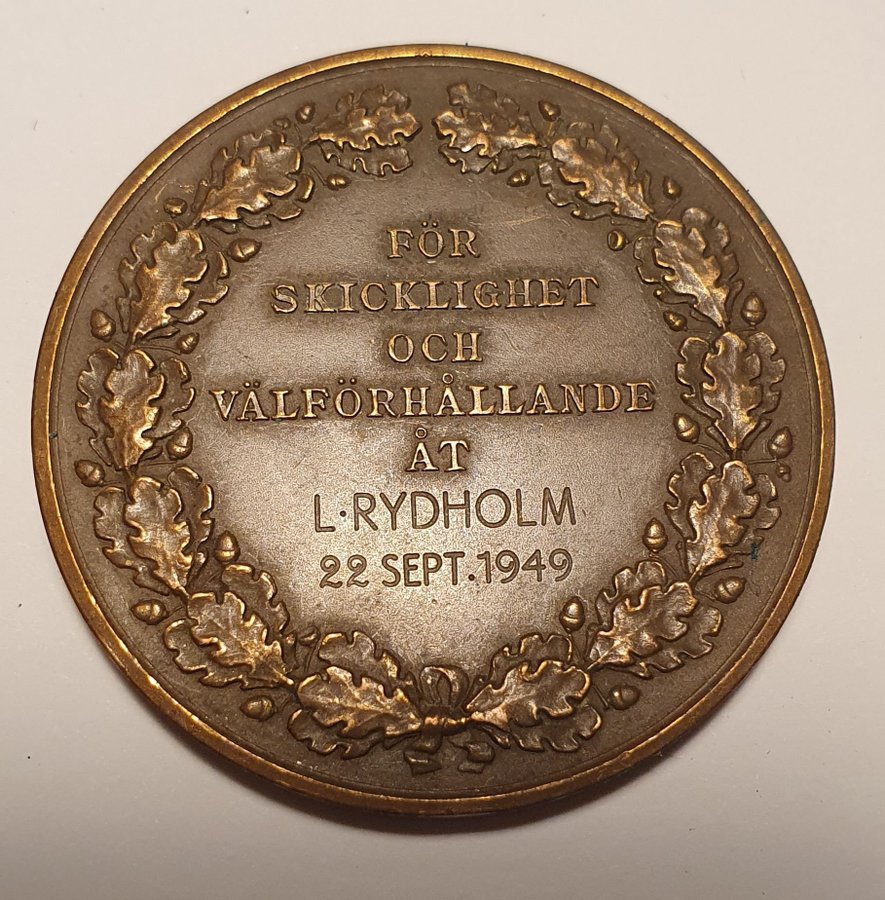 FÖR
SKICKLIGHET
OCH
VÄLFÖRHÅLLANDE
ÅT
L·RYDHOLM
22 SEPT.1949